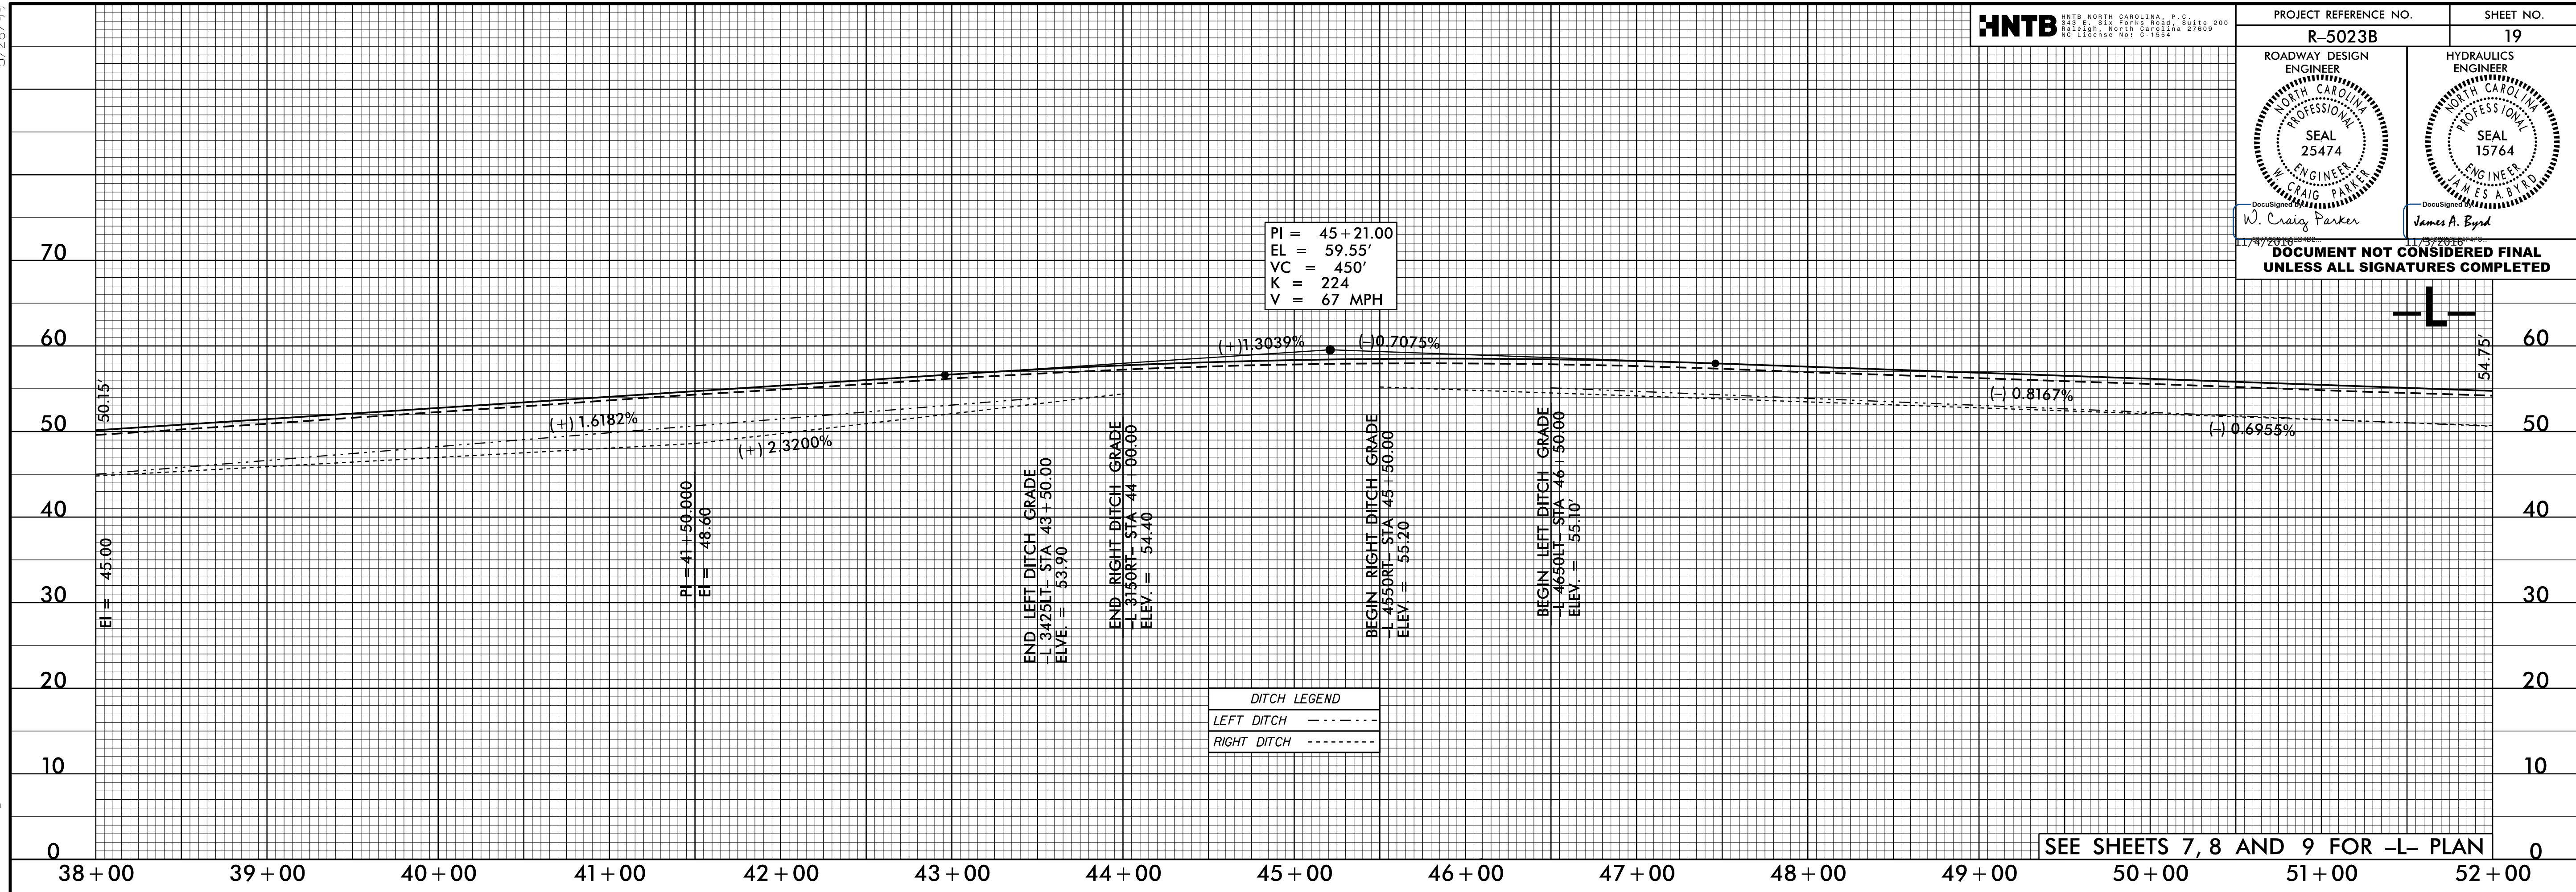 HNTB
HNTB NORTH CAROLINA, P.C.
343 E. Six Forks Road, Suite 200
Raleigh, North Carolina 27609
NC License No: C-1554
PROJECT REFERENCE NO.
SHEET NO.
R–5023B
19
ROADWAY DESIGN
ENGINEER
HYDRAULICS
ENGINEER
NORTH CAROLINA
PROFESSIONAL
SEAL
25474
ENGINEER
W. CRAIG PARKER
NORTH CAROLINA
PROFESSIONAL
SEAL
15764
ENGINEER
JAMES A. BYRD
DocuSigned by:
W. Craig Parker
11/4/2016
DocuSigned by:
James A. Byrd
11/3/2016
DOCUMENT NOT CONSIDERED FINAL
UNLESS ALL SIGNATURES COMPLETED
–L–
PI = 45+21.00
EL = 59.55'
VC = 450'
K = 224
V = 67 MPH
70
60
50
40
30
20
10
0
60
50
40
30
20
10
0
(+)1.3039%
(–)0.7075%
50.15'
54.75'
(+) 1.6182%
(+) 2.3200%
(–) 0.8167%
(–) 0.6955%
El = 45.00
PI =41+50.000
El = 48.60
END LEFT DITCH GRADE
–L 3425LT– STA 43+50.00
ELVE. = 53.90
END RIGHT DITCH GRADE
–L 3150RT– STA 44+00.00
ELEV. = 54.40
BEGIN RIGHT DITCH GRADE
–L 4550RT– STA 45+50.00
ELEV. = 55.20
BEGIN LEFT DITCH GRADE
–L 4650LT– STA 46+50.00
ELEV. = 55.10'
DITCH LEGEND
LEFT DITCH
RIGHT DITCH
SEE SHEETS 7, 8 AND 9 FOR –L– PLAN
38+00
39+00
40+00
41+00
42+00
43+00
44+00
45+00
46+00
47+00
48+00
49+00
50+00
51+00
52+00